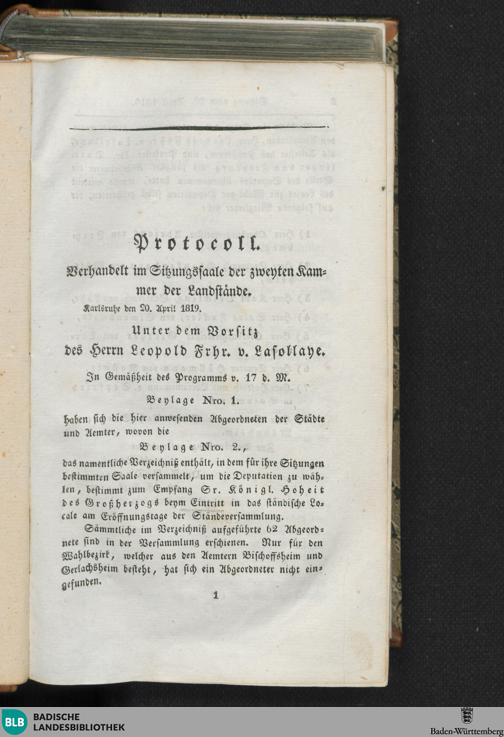 Protocoll.
Verhandelt im Sitzungssaale der zweyten Kam-
mer der Landstände.
Karlsruhe den 20. April 1819.
Unter dem Vorsitz
des Herrn Leopold Frhr. v. Lasollaye.
In Gemäßheit des Programms v. 17 d. M.
Beylage Nro. 1.
haben sich die hier anwesenden Abgeordneten der Städte
und Aemter, wovon die
Beylage Nro. 2.,
das namentliche Verzeichniß enthält, in dem für ihre Sitzungen
bestimmten Saale versammelt, um die Deputation zu wäh-
len, bestimmt zum Empfang Sr. Königl. Hoheit
des Großherzogs beym Eintritt in das ständische Lo-
cale am Eröffnungstage der Ständeversammlung.
Sämmtliche im Verzeichniß aufgeführte 62 Abgeord-
nete sind in der Versammlung erschienen. Nur für den
Wahlbezirk, welcher aus den Aemtern Bischoffsheim und
Gerlachsheim besteht, hat sich ein Abgeordneter nicht ein-
gefunden.
1
BLB
BADISCHE
LANDESBIBLIOTHEK
Baden-Württemberg